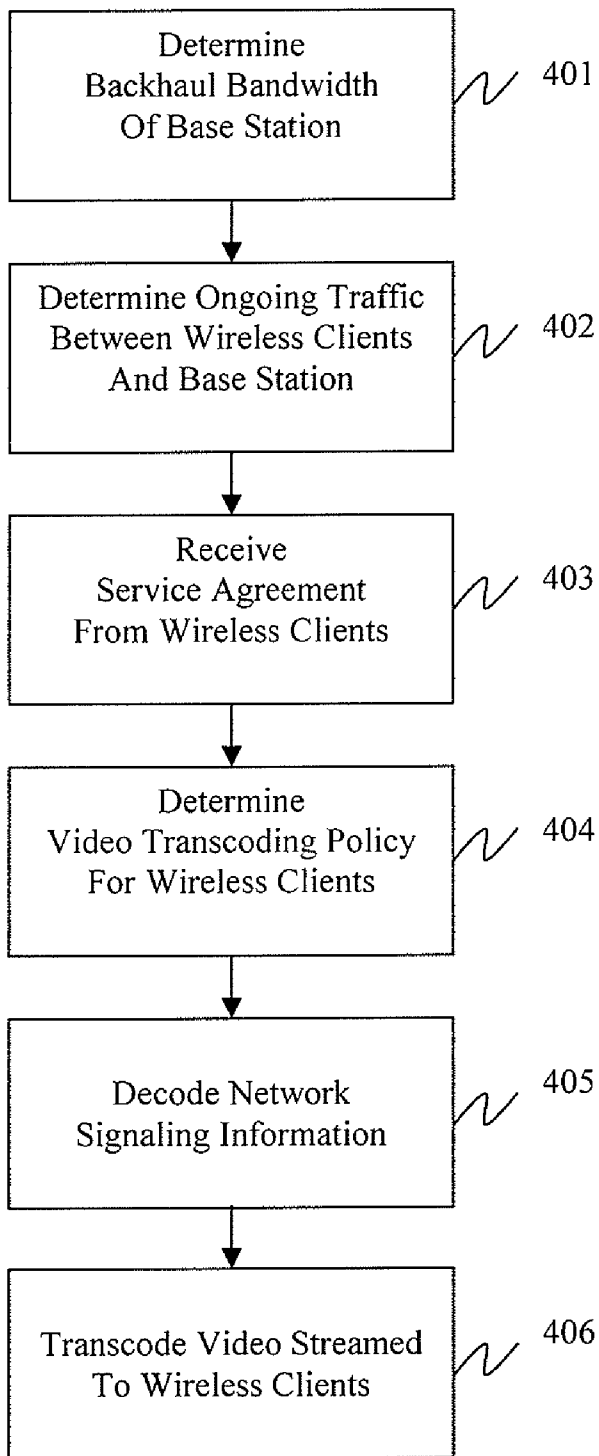 Determine
Backhaul Bandwidth
Of Base Station
401
Determine Ongoing Traffic
Between Wireless Clients
And Base Station
402
Receive
Service Agreement
From Wireless Clients
403
Determine
Video Transcoding Policy
For Wireless Clients
404
Decode Network
Signaling Information
405
Transcode Video Streamed
To Wireless Clients
406